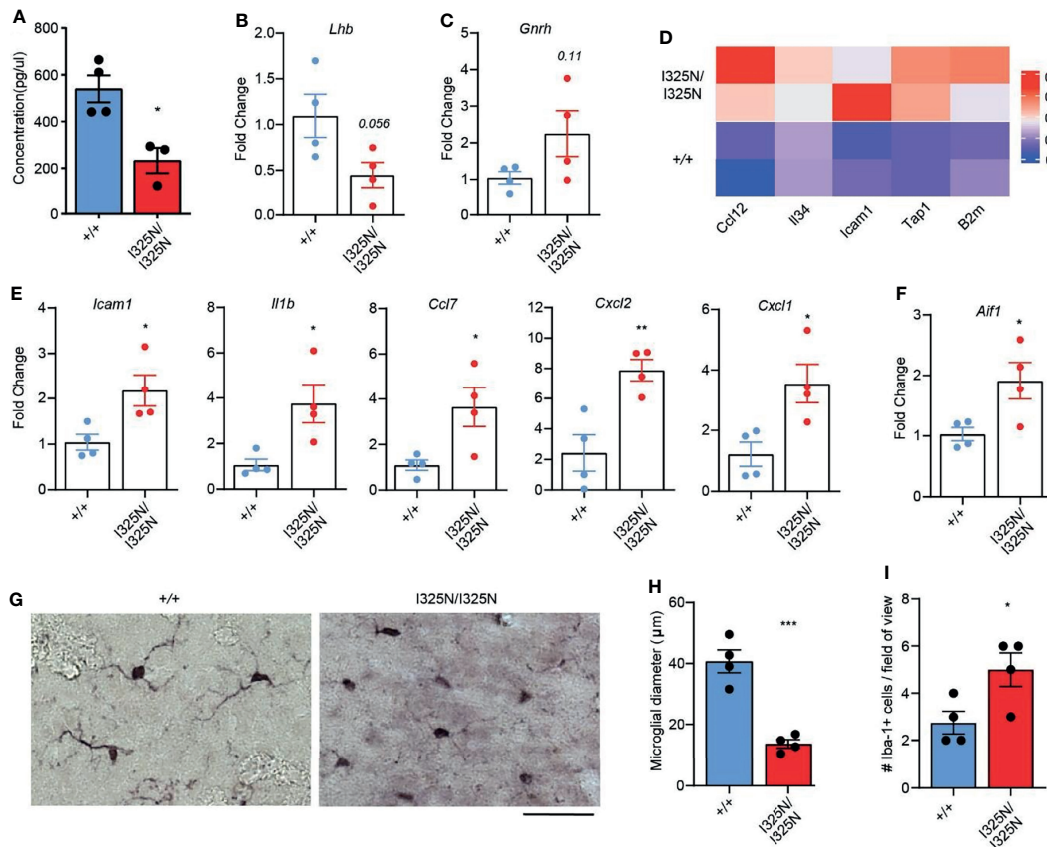 A
Concentration(pg/ul)
800
600
400
200
0
*
+/+
I325N/
I325N
B
Lhb
Fold Change
2.0
1.5
1.0
0.5
0.0
0.056
+/+
I325N/
I325N
C
Gnrh
Fold Change
5
4
3
2
1
0
0.11
+/+
I325N/
I325N
D
I325N/
I325N
+/+
Ccl12
Il34
Icam1
Tap1
B2m
E
Icam1
Fold Change
4
3
2
1
0
*
+/+
I325N/
I325N
Il1b
8
6
4
2
0
*
+/+
I325N/
I325N
Ccl7
8
6
4
2
0
*
+/+
I325N/
I325N
Cxcl2
12
10
8
6
4
2
0
**
+/+
I325N/
I325N
Cxcl1
6
4
2
0
*
+/+
I325N/
I325N
F
Aif1
Fold Change
3
2
1
0
*
+/+
I325N/
I325N
G
+/+
I325N/I325N
H
Microglial diameter (µm)
60
40
20
0
***
+/+
I325N/
I325N
I
# Iba-1+ cells / field of view
8
6
4
2
0
*
+/+
I325N/
I325N